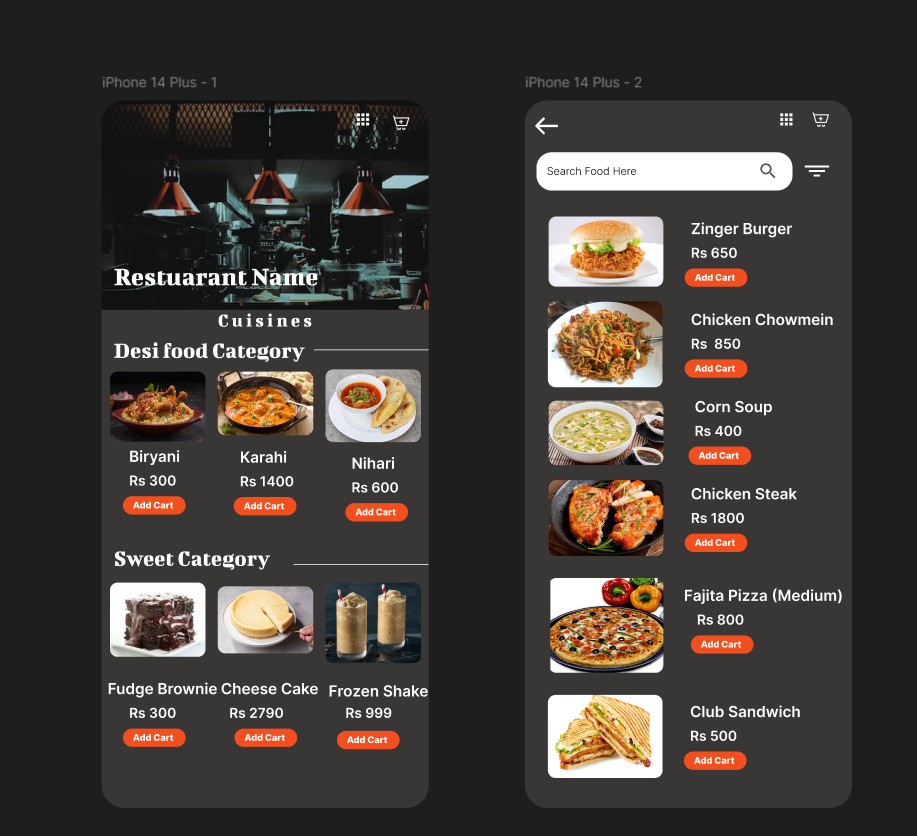 iPhone 14 Plus - 1
Restuarant Name
Cuisines
Desi food Category
Biryani
Rs 300
Add Cart
Karahi
Rs 1400
Add Cart
Nihari
Rs 600
Add Cart
Sweet Category
Fudge Brownie
Rs 300
Add Cart
Cheese Cake
Rs 2790
Add Cart
Frozen Shake
Rs 999
Add Cart
iPhone 14 Plus - 2
Search Food Here
Zinger Burger
Rs 650
Add Cart
Chicken Chowmein
Rs 850
Add Cart
Corn Soup
Rs 400
Add Cart
Chicken Steak
Rs 1800
Add Cart
Fajita Pizza (Medium)
Rs 800
Add Cart
Club Sandwich
Rs 500
Add Cart